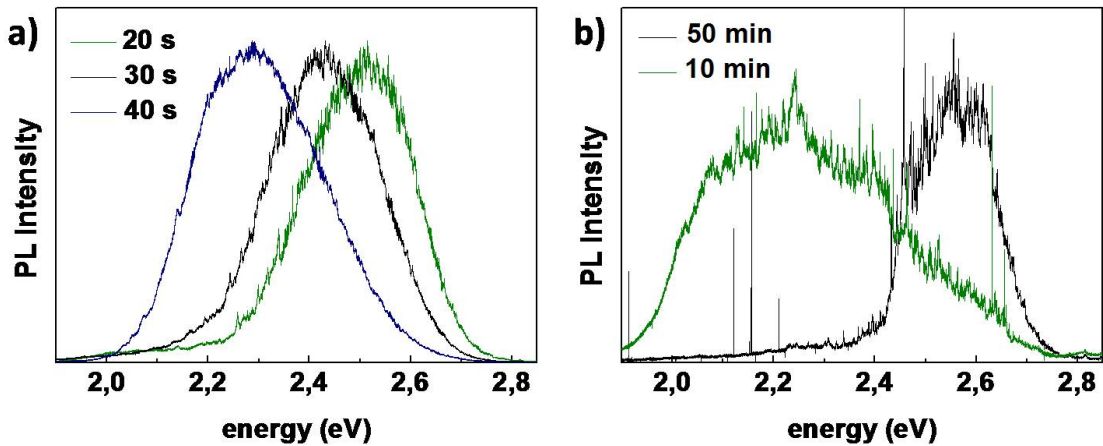 a)
20 s
30 s
40 s
PL Intensity
2,0 2,2 2,4 2,6 2,8
energy (eV)
b)
50 min
10 min
PL Intensity
2,0 2,2 2,4 2,6 2,8
energy (eV)